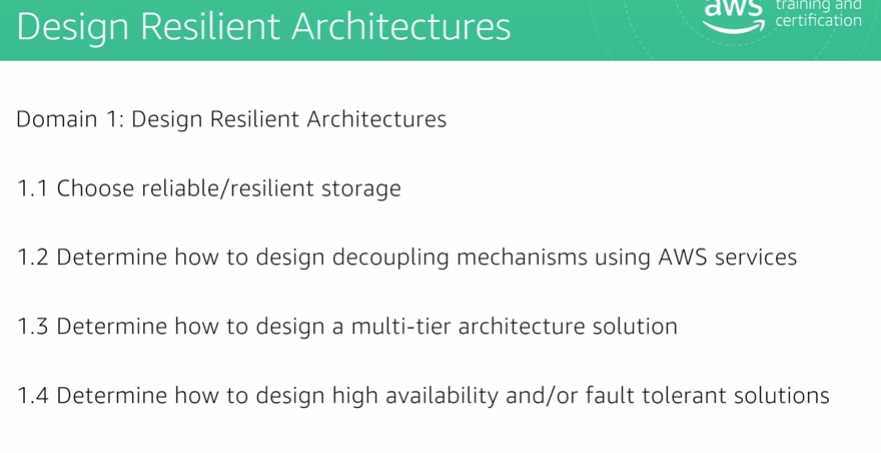 Design Resilient Architectures
aws training and
certification
Domain 1: Design Resilient Architectures
1.1 Choose reliable/resilient storage
1.2 Determine how to design decoupling mechanisms using AWS services
1.3 Determine how to design a multi-tier architecture solution
1.4 Determine how to design high availability and/or fault tolerant solutions